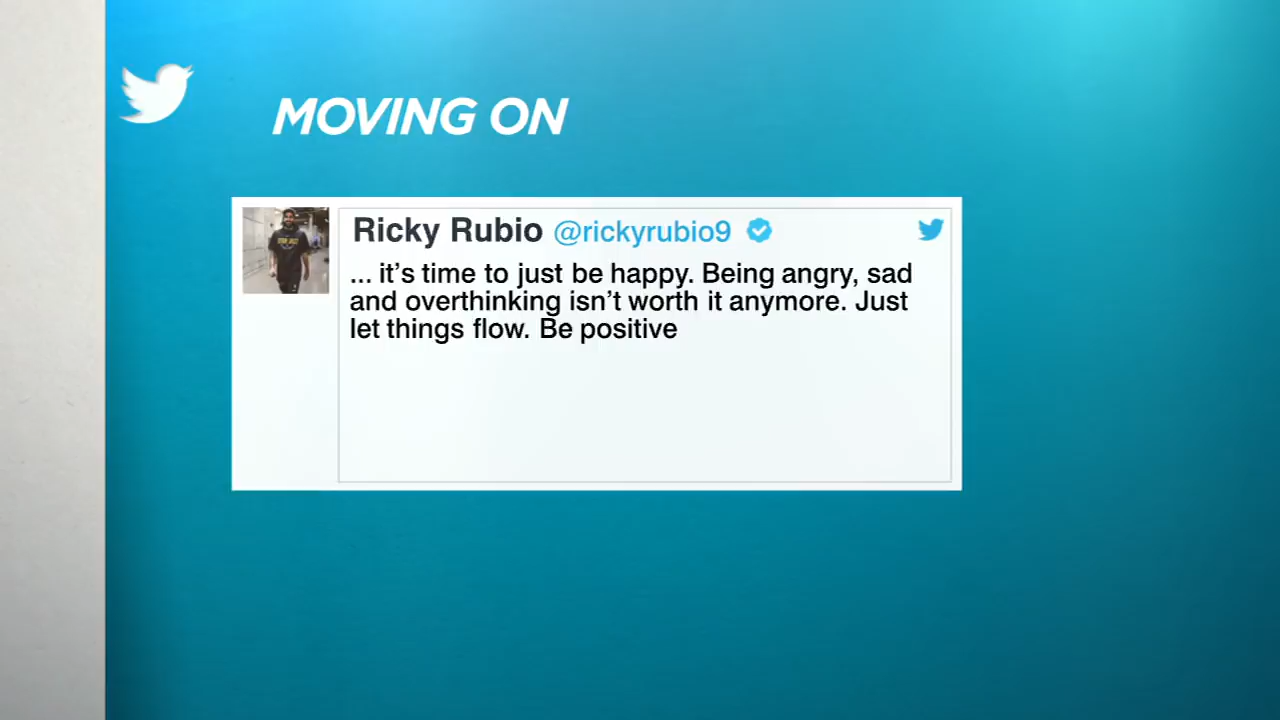 MOVING ON
Ricky Rubio @rickyrubio9
... it's time to just be happy. Being angry, sad
and overthinking isn't worth it anymore. Just
let things flow. Be positive